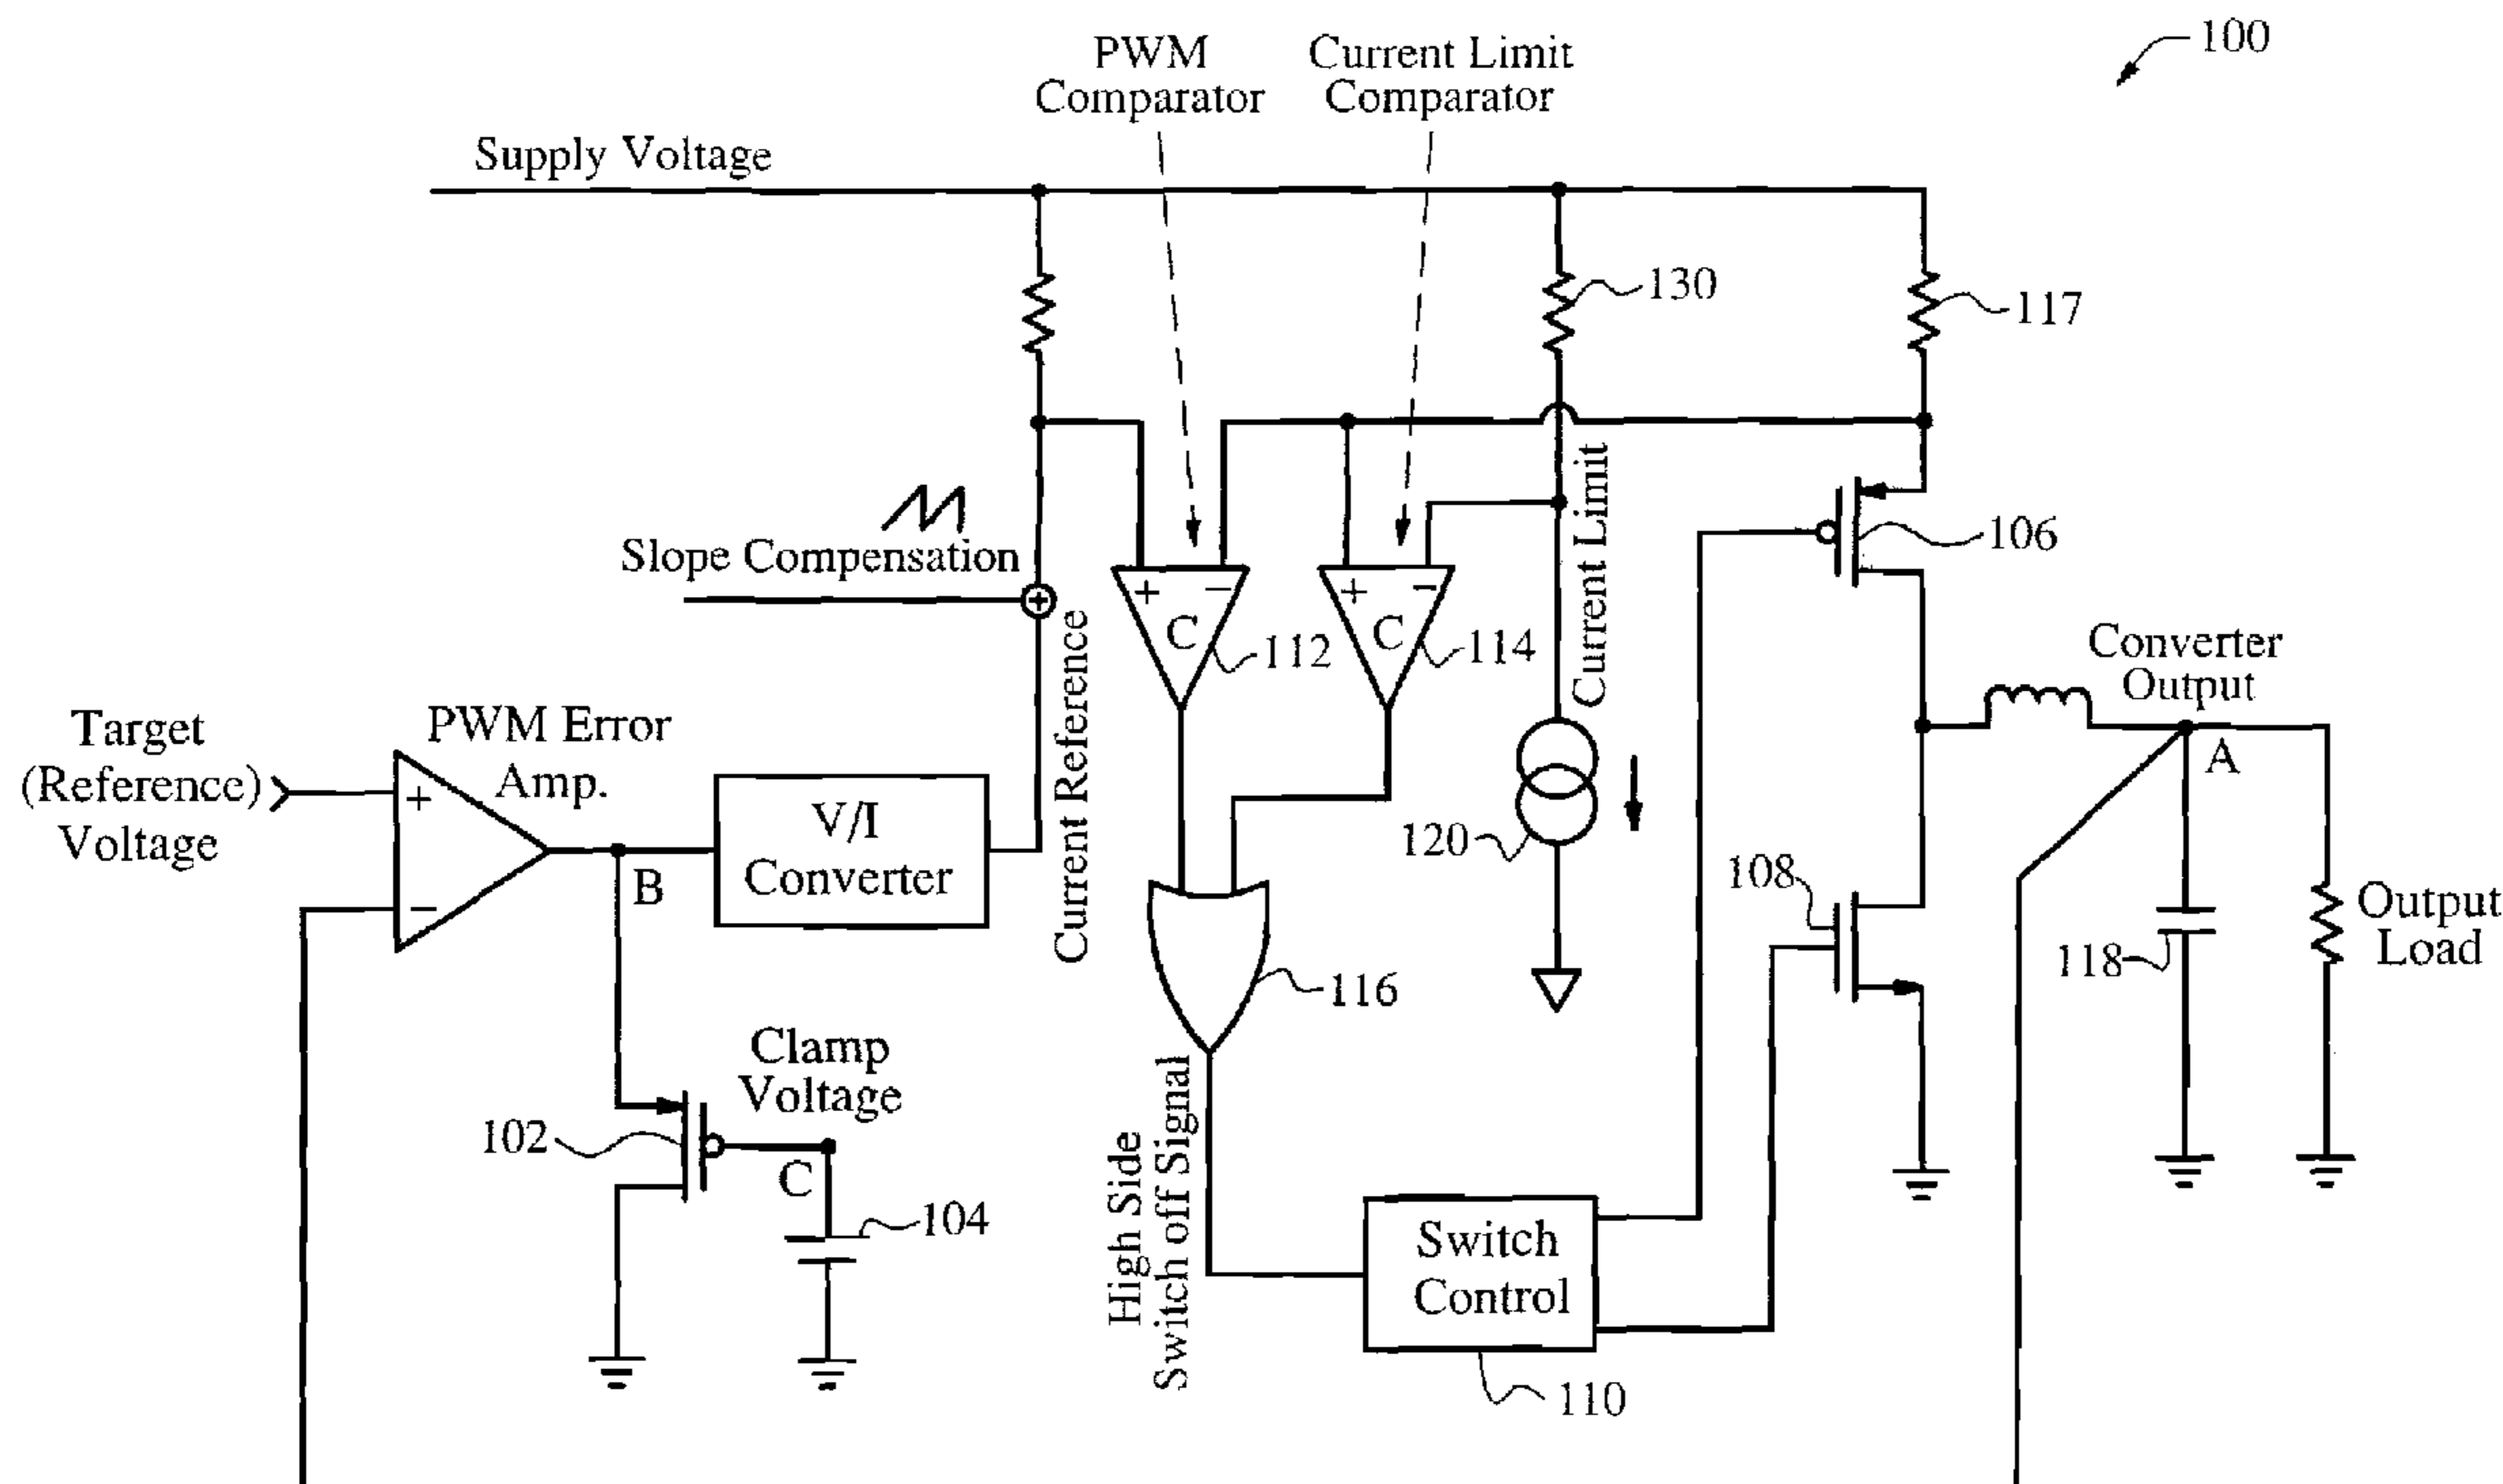 100
PWM
Comparator
Current Limit
Comparator
Supply Voltage
130
117
Slope Compensation
+
+ −
C
112
+ -
C
114
Current Limit
106
Current Reference
Converter
Output
A
Target
(Reference)
Voltage
PWM Error
Amp.
+
−
B
V/I
Converter
120
108
118
Output
Load
116
Clamp
Voltage
102
C
104
High Side
Switch off Signal
Switch
Control
110